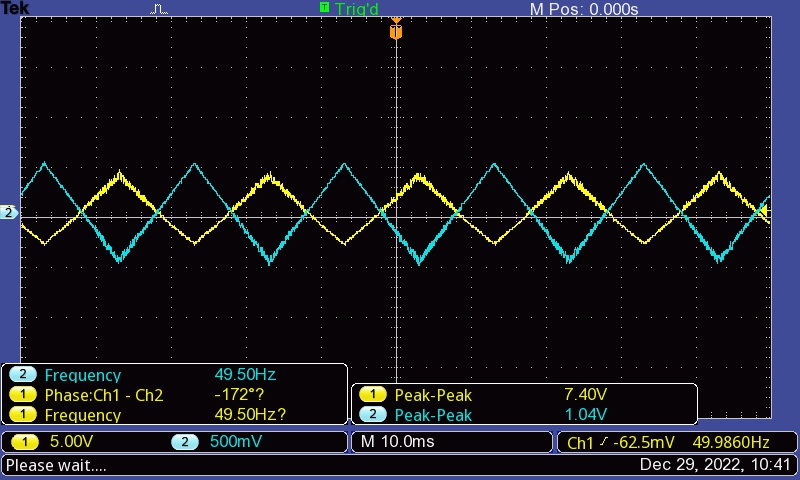 Tek T Trig'd M Pos: 0.000s
T
2
2 Frequency 49.50Hz
1 Phase:Ch1 - Ch2 -172°?
1 Frequency 49.50Hz?
1 Peak-Peak 7.40V
2 Peak-Peak 1.04V
1 5.00V 2 500mV M 10.0ms Ch1 -62.5mV 49.9860Hz
Please wait.... Dec 29, 2022, 10:41